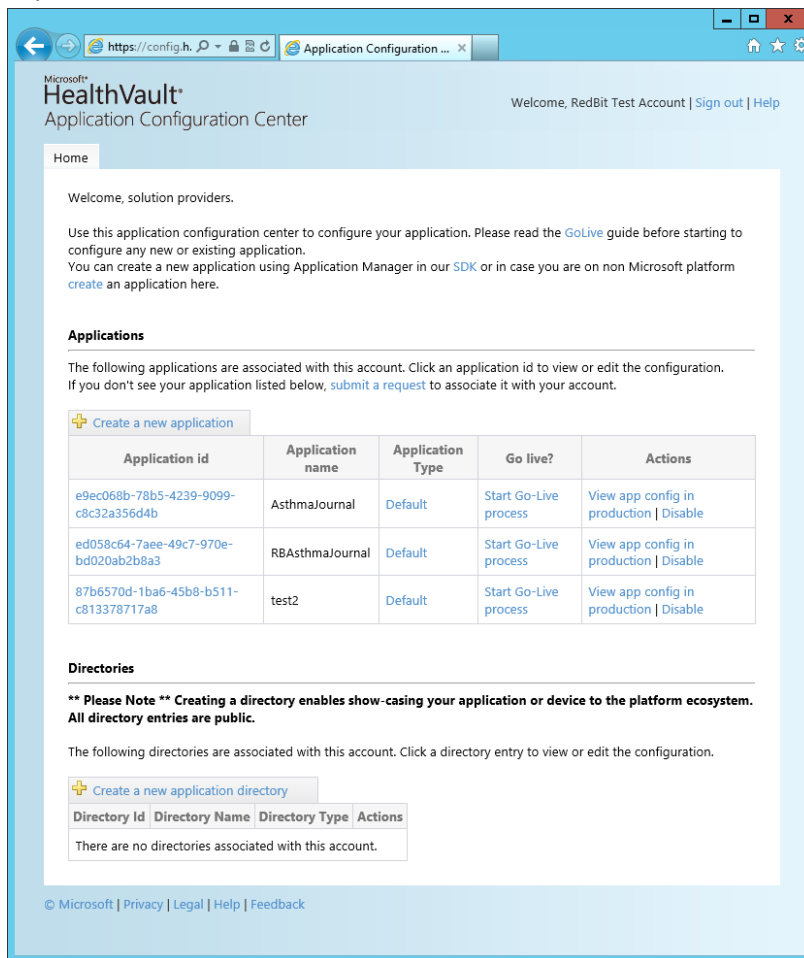 https://config.h.
Application Configuration ...
Microsoft®
HealthVault®
Application Configuration Center
Welcome, RedBit Test Account | Sign out | Help
Home
Welcome, solution providers.
Use this application configuration center to configure your application. Please read the GoLive guide before starting to
configure any new or existing application.
You can create a new application using Application Manager in our SDK or in case you are on non Microsoft platform
create an application here.
Applications
The following applications are associated with this account. Click an application id to view or edit the configuration.
If you don't see your application listed below, submit a request to associate it with your account.
Create a new application
Application id Application name Application Type Go live? Actions
e9ec068b-78b5-4239-9099-c8c32a356d4b AsthmaJournal Default Start Go-Live process View app config in production | Disable
ed058c64-7aee-49c7-970e-bd020ab2b8a3 RBAsthmaJournal Default Start Go-Live process View app config in production | Disable
87b6570d-1ba6-45b8-b511-c813378717a8 test2 Default Start Go-Live process View app config in production | Disable
Directories
** Please Note ** Creating a directory enables show-casing your application or device to the platform ecosystem.
All directory entries are public.
The following directories are associated with this account. Click a directory entry to view or edit the configuration.
Create a new application directory
Directory Id Directory Name Directory Type Actions
There are no directories associated with this account.
© Microsoft | Privacy | Legal | Help | Feedback